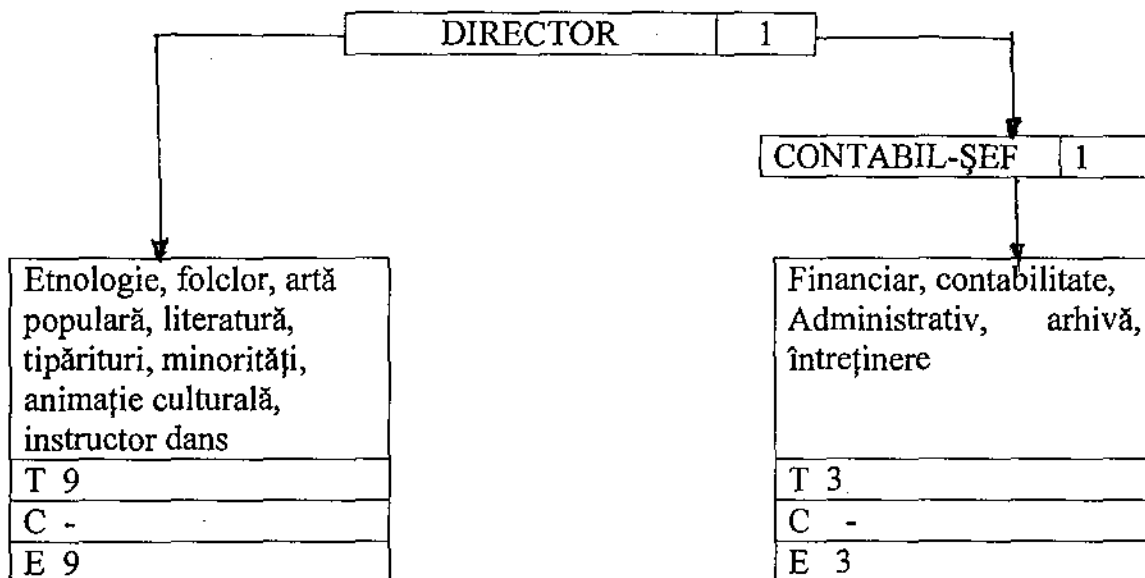 DIRECTOR 1
CONTABIL-ŞEF 1
Etnologie, folclor, artă
populară, literatură,
tipărituri, minorităţi,
animaţie culturală,
instructor dans
T 9
C -
E 9
Financiar, contabilitate,
Administrativ, arhivă,
întreţinere
T 3
C -
E 3